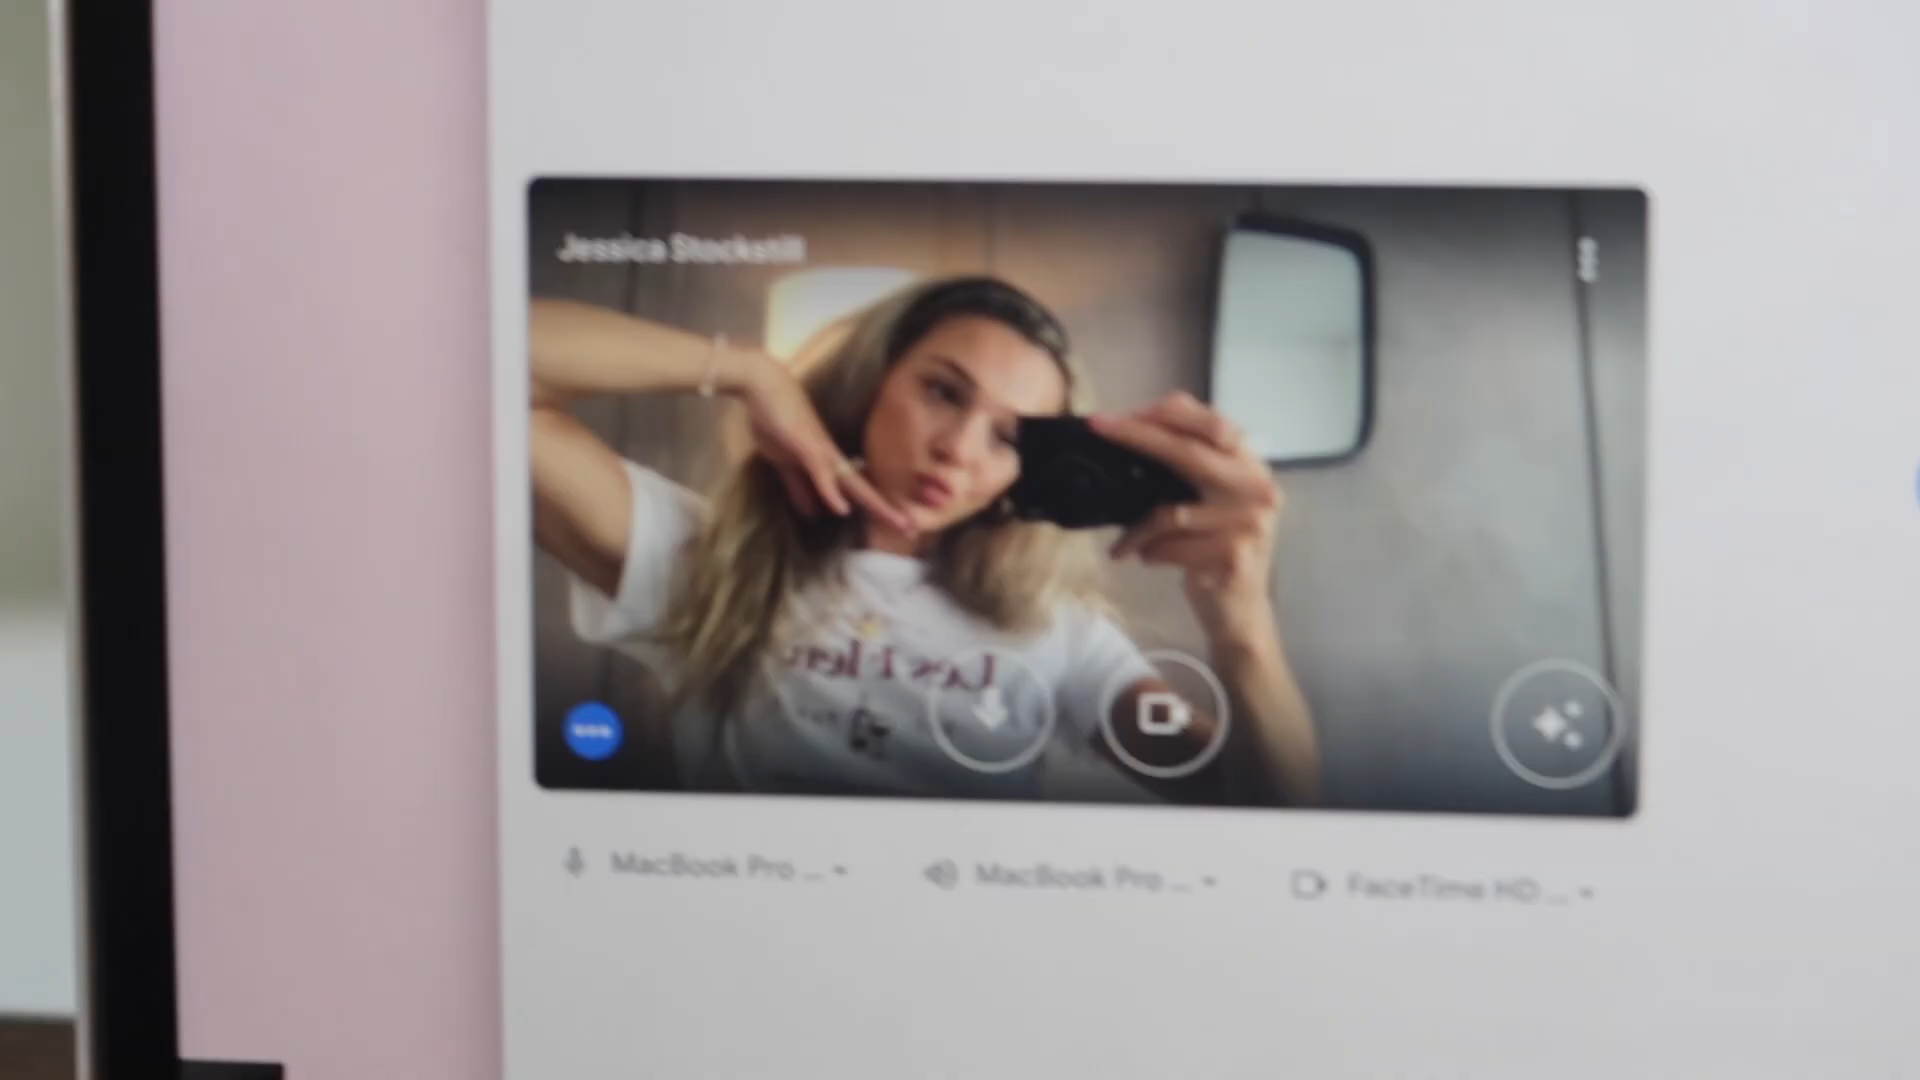 Jessica Stockstill
MacBook Pro ...
MacBook Pro ...
FaceTime HD ...